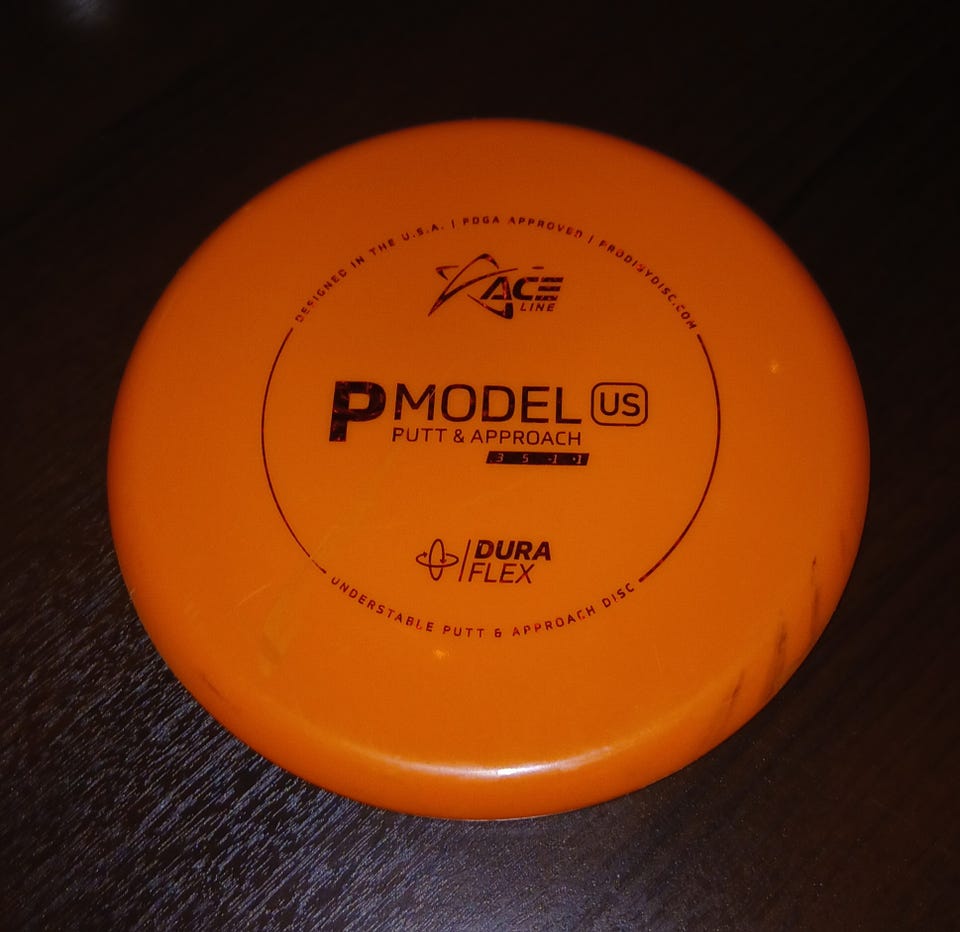 DESIGNED IN THE U.S.A. | PDGA APPROVED | PRODIGYDISC.COM
ACE
LINE
P MODEL US
PUTT & APPROACH
3 5 -1 1
DURA
FLEX
UNDERSTABLE PUTT & APPROACH DISC